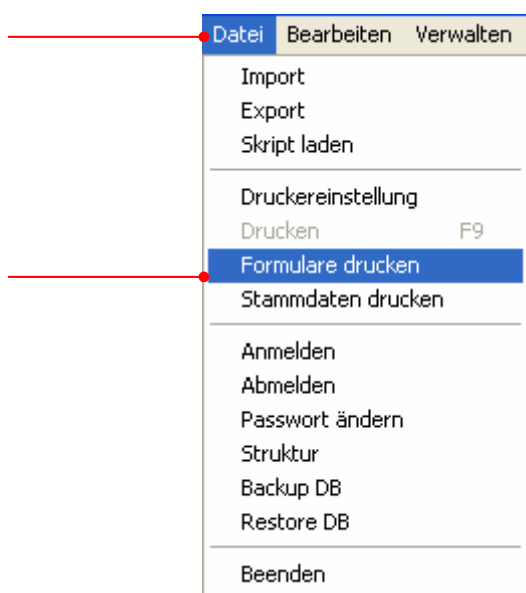 Datei Bearbeiten Verwalten
Import
Export
Skript laden
Druckereinstellung
Drucken F9
Formulare drucken
Stammdaten drucken
Anmelden
Abmelden
Passwort ändern
Struktur
Backup DB
Restore DB
Beenden